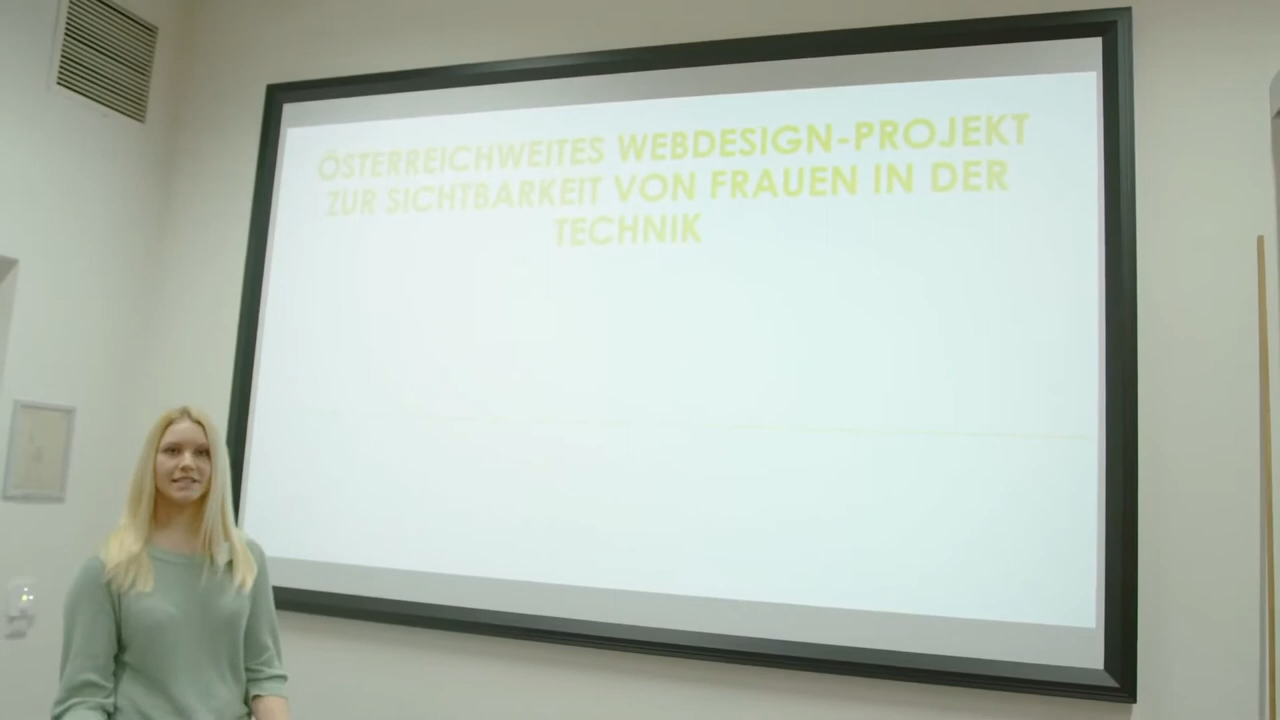 ÖSTERREICHWEITES WEBDESIGN-PROJEKT
ZUR SICHTBARKEIT VON FRAUEN IN DER
TECHNIK